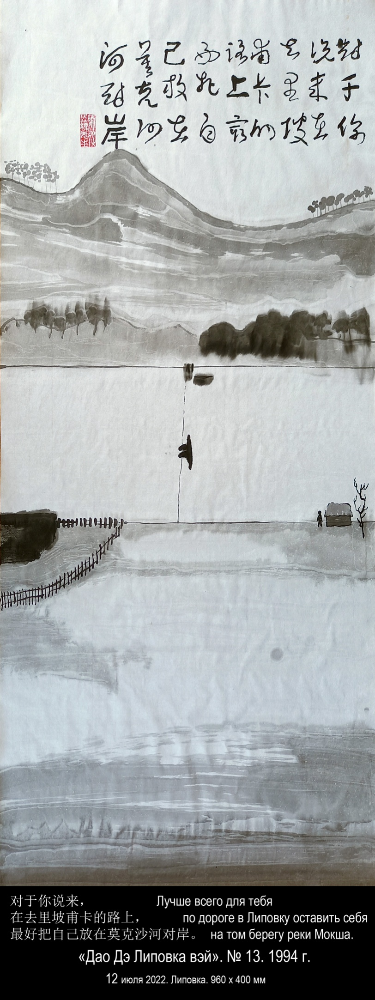 對于你
说来在
去里坡
甫卡的
路上最
好把自
己放在
莫克沙
河對岸
对于你说来，
在去里坡甫卡的路上，
最好把自己放在莫克沙河对岸。
Лучше всего для тебя
по дороге в Липовку оставить себя
на том берегу реки Мокша.
«Дао Дэ Липовка вэй». № 13. 1994 г.
12 июля 2022. Липовка. 960 х 400 мм